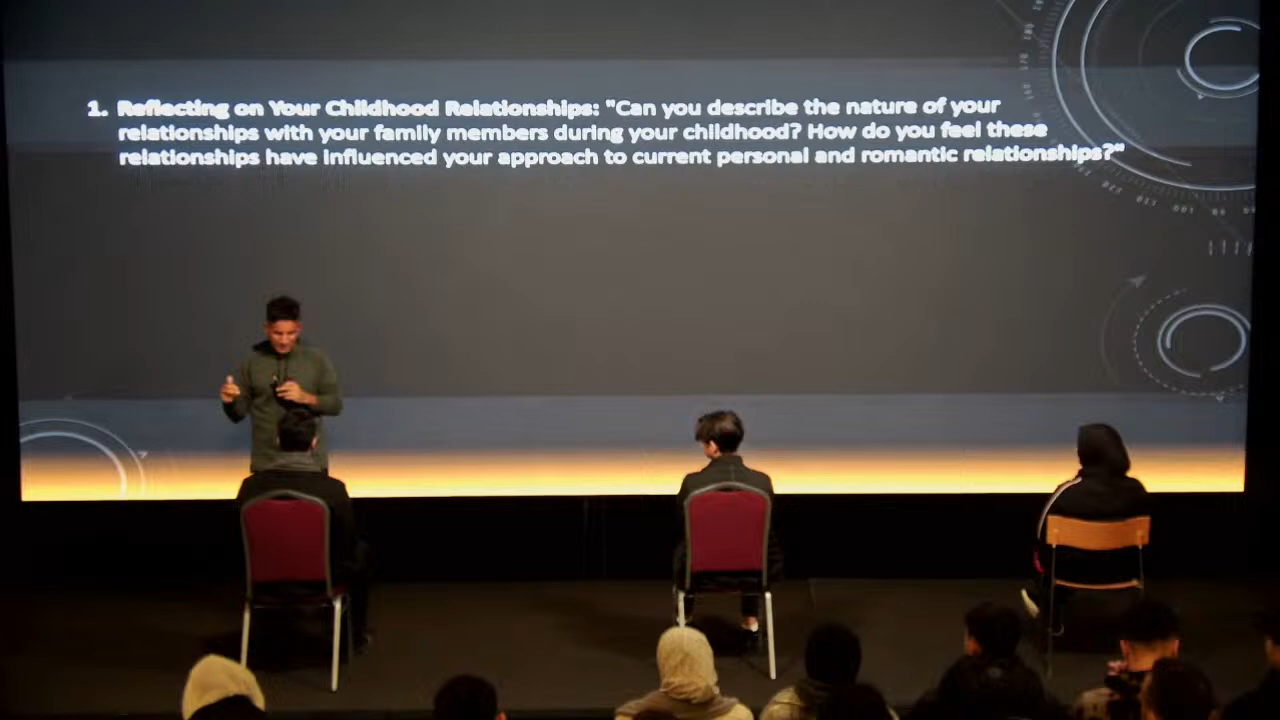 1. Reflecting on Your Childhood Relationships: "Can you describe the nature of your
relationships with your family members during your childhood? How do you feel these
relationships have influenced your approach to current personal and romantic relationships?"